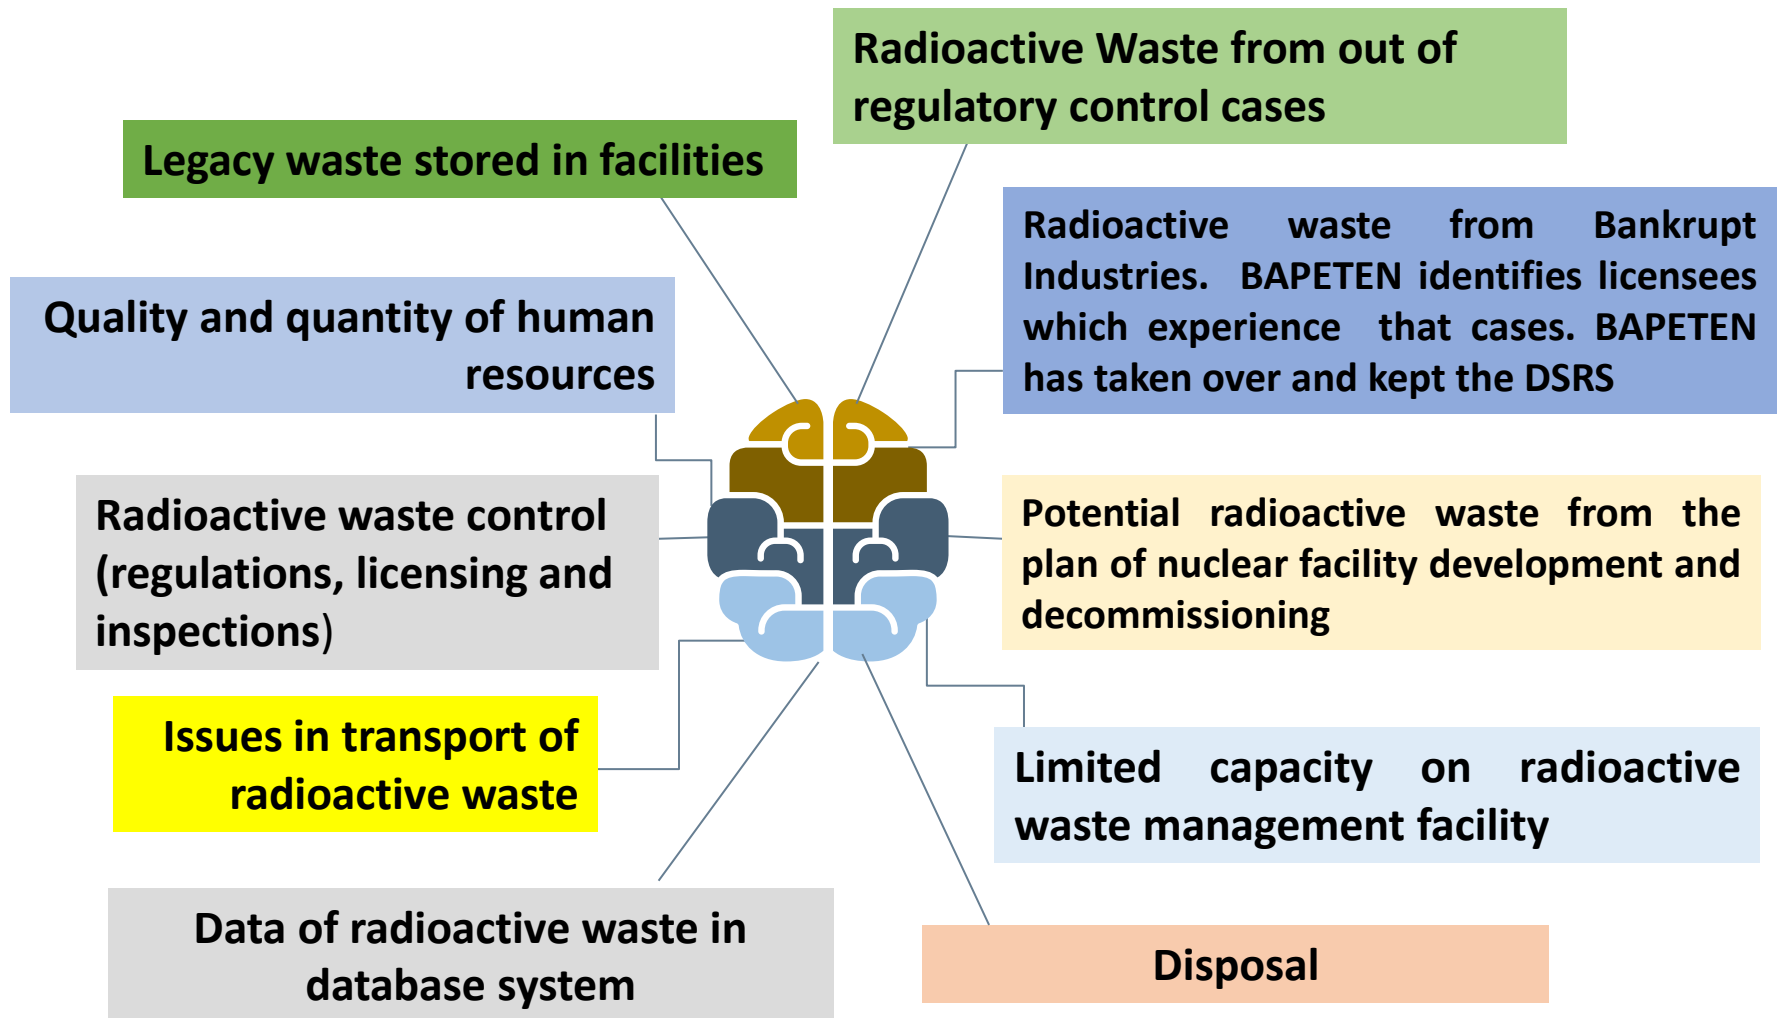 Radioactive Waste from out of
regulatory control cases
Legacy waste stored in facilities
Radioactive waste from Bankrupt
Industries. BAPETEN identifies licensees
which experience that cases. BAPETEN
has taken over and kept the DSRS
Quality and quantity of human
resources
Radioactive waste control
(regulations, licensing and
inspections)
Potential radioactive waste from the
plan of nuclear facility development and
decommissioning
Issues in transport of
radioactive waste
Limited capacity on radioactive
waste management facility
Data of radioactive waste in
database system
Disposal